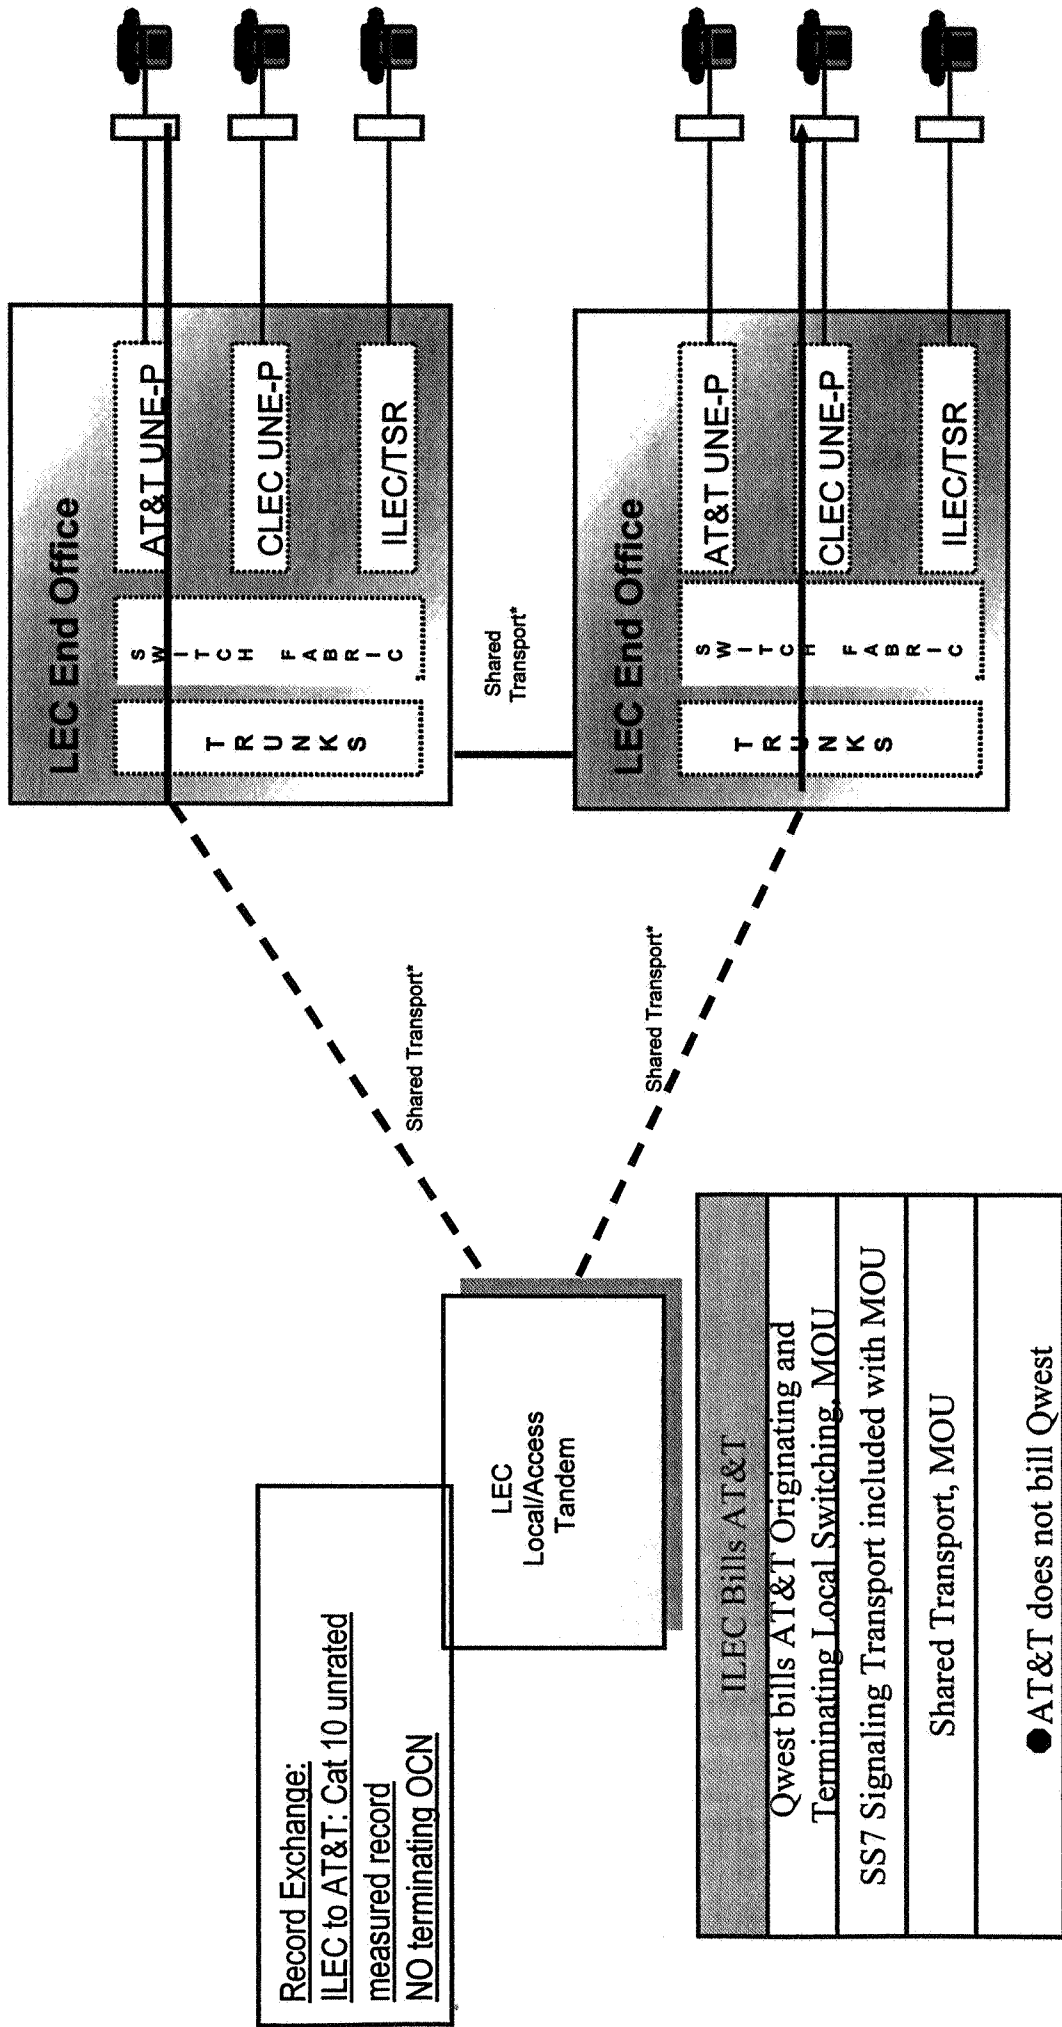 LEC End Office
AT&T UNE-P
CLEC UNE-P
ILEC/TSR
SWITCH FABRIC
TRUNKS
Shared
Transport*
LEC End Office
AT&T UNE-P
CLEC UNE-P
ILEC/TSR
SWITCH FABRIC
TRUNKS
Shared Transport*
Shared Transport*
Record Exchange:
ILEC to AT&T: Cat 10 unrated
measured record
NO terminating OCN
LEC
Local/Access
Tandem
ILEC Bills AT&T
Qwest bills AT&T Originating and
Terminating Local Switching, MOU
SS7 Signaling Transport included with MOU
Shared Transport, MOU
● AT&T does not bill Qwest